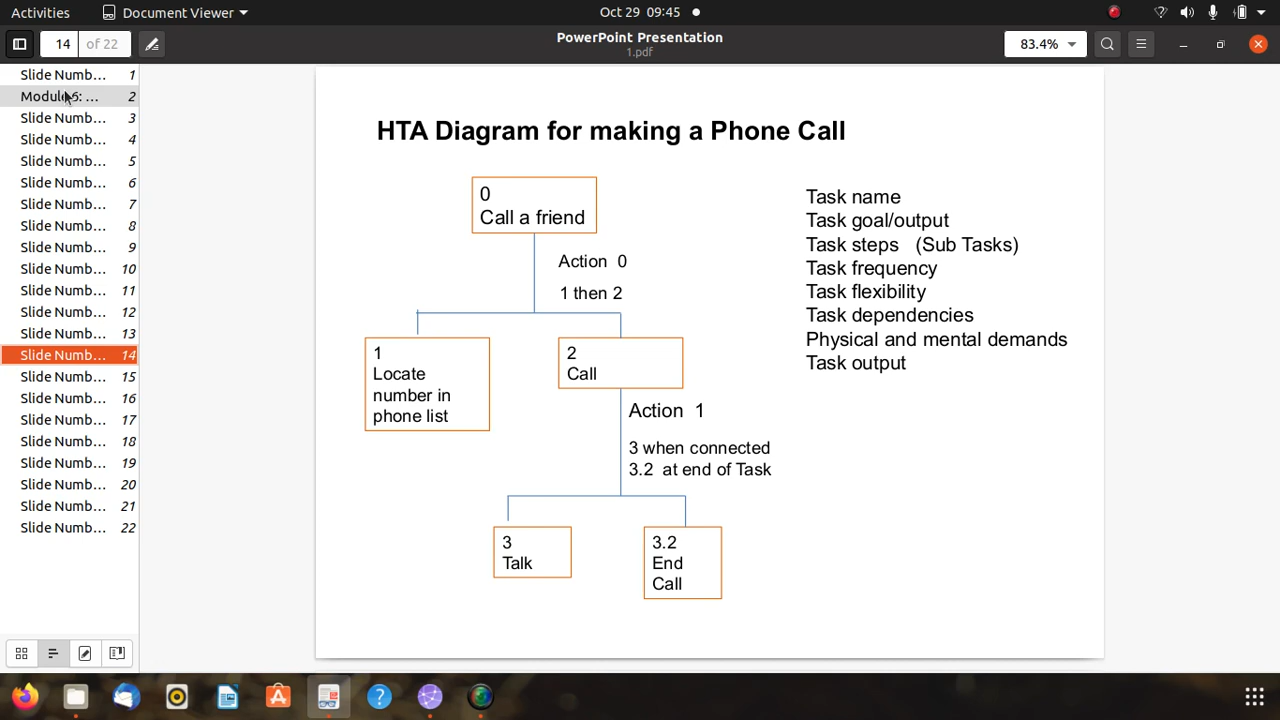 Activities
Document Viewer
Oct 29 09:45
14 of 22
PowerPoint Presentation
1.pdf
83.4%
Slide Numb… 1
Module 5: … 2
Slide Numb… 3
Slide Numb… 4
Slide Numb… 5
Slide Numb… 6
Slide Numb… 7
Slide Numb… 8
Slide Numb… 9
Slide Numb… 10
Slide Numb… 11
Slide Numb… 12
Slide Numb… 13
Slide Numb… 14
Slide Numb… 15
Slide Numb… 16
Slide Numb… 17
Slide Numb… 18
Slide Numb… 19
Slide Numb… 20
Slide Numb… 21
Slide Numb… 22
HTA Diagram for making a Phone Call
0
Call a friend
Action 0
1 then 2
1
Locate
number in
phone list
2
Call
Action 1
3 when connected
3.2 at end of Task
3
Talk
3.2
End
Call
Task name
Task goal/output
Task steps (Sub Tasks)
Task frequency
Task flexibility
Task dependencies
Physical and mental demands
Task output